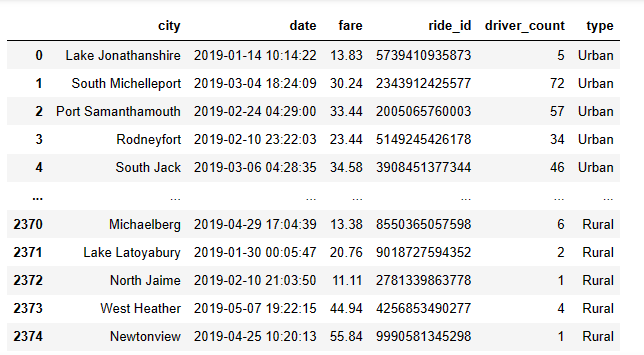 city date fare ride_id driver_count type
0 Lake Jonathanshire 2019-01-14 10:14:22 13.83 5739410935873 5 Urban
1 South Michelleport 2019-03-04 18:24:09 30.24 2343912425577 72 Urban
2 Port Samanthamouth 2019-02-24 04:29:00 33.44 2005065760003 57 Urban
3 Rodneyfort 2019-02-10 23:22:03 23.44 5149245426178 34 Urban
4 South Jack 2019-03-06 04:28:35 34.58 3908451377344 46 Urban
... ... ... ... ... ... ...
2370 Michaelberg 2019-04-29 17:04:39 13.38 8550365057598 6 Rural
2371 Lake Latoyabury 2019-01-30 00:05:47 20.76 9018727594352 2 Rural
2372 North Jaime 2019-02-10 21:03:50 11.11 2781339863778 1 Rural
2373 West Heather 2019-05-07 19:22:15 44.94 4256853490277 4 Rural
2374 Newtonview 2019-04-25 10:20:13 55.84 9990581345298 1 Rural